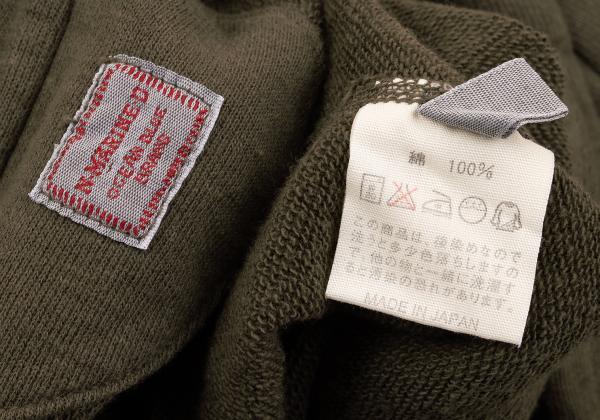 N-MARINE.D
綿 100%
この商品は、後染めなので
洗うと多少色落ちしますの
で、他の物と一緒に洗濯す
ると汚染の恐れがあります。
MADE IN JAPAN